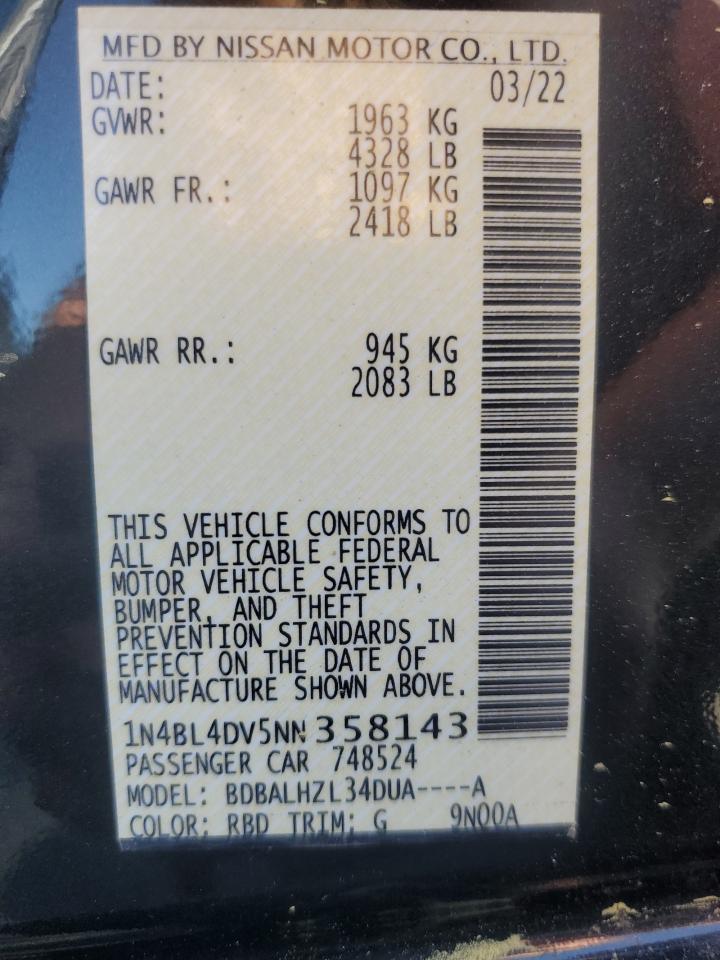 MFD BY NISSAN MOTOR CO., LTD.
DATE: 03/22
GVWR: 1963 KG
4328 LB
GAWR FR.: 1097 KG
2418 LB
GAWR RR.: 945 KG
2083 LB
THIS VEHICLE CONFORMS TO
ALL APPLICABLE FEDERAL
MOTOR VEHICLE SAFETY,
BUMPER, AND THEFT
PREVENTION STANDARDS IN
EFFECT ON THE DATE OF
MANUFACTURE SHOWN ABOVE.
1N4BL4DV5NN358143
PASSENGER CAR 748524
MODEL: BDBALHZL34DUA----A
COLOR: RBD TRIM: G 9N00A